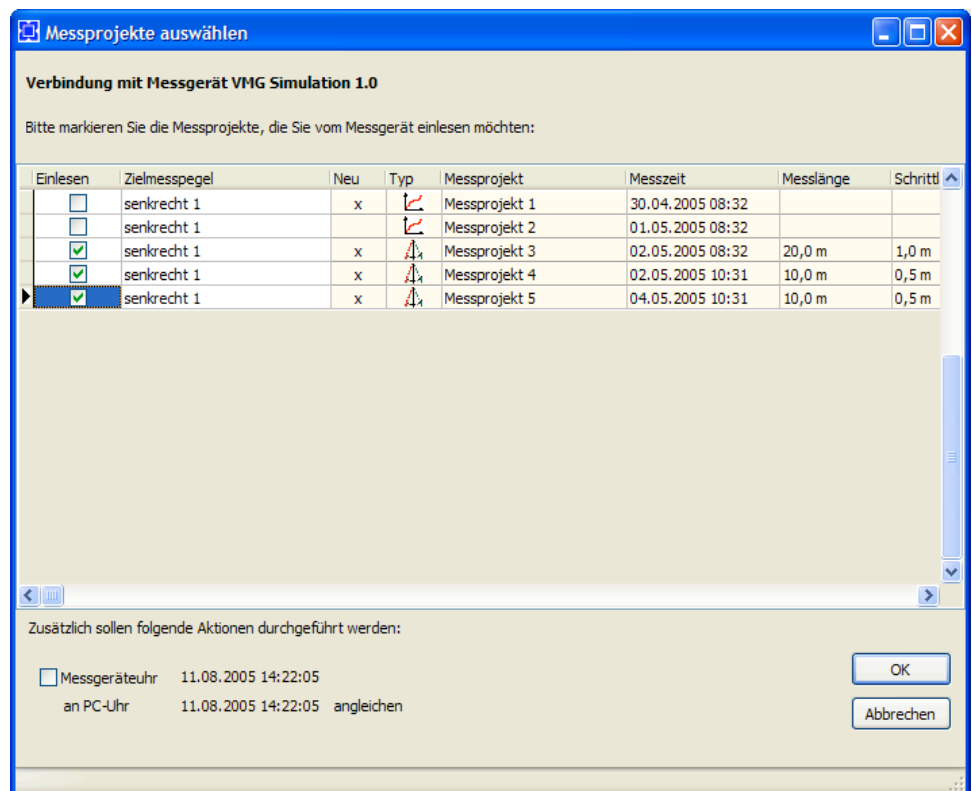 Messprojekte auswählen
Verbindung mit Messgerät VMG Simulation 1.0
Bitte markieren Sie die Messprojekte, die Sie vom Messgerät einlesen möchten:
Einlesen Zielmesspegel Neu Typ Messprojekt Messzeit Messlänge Schrittl
senkrecht 1 x Messprojekt 1 30.04.2005 08:32
senkrecht 1 Messprojekt 2 01.05.2005 08:32
senkrecht 1 x Messprojekt 3 02.05.2005 08:32 20,0 m 1,0 m
senkrecht 1 x Messprojekt 4 02.05.2005 10:31 10,0 m 0,5 m
senkrecht 1 x Messprojekt 5 04.05.2005 10:31 10,0 m 0,5 m
Zusätzlich sollen folgende Aktionen durchgeführt werden:
Messgeräteuhr 11.08.2005 14:22:05
an PC-Uhr 11.08.2005 14:22:05 angleichen
OK
Abbrechen